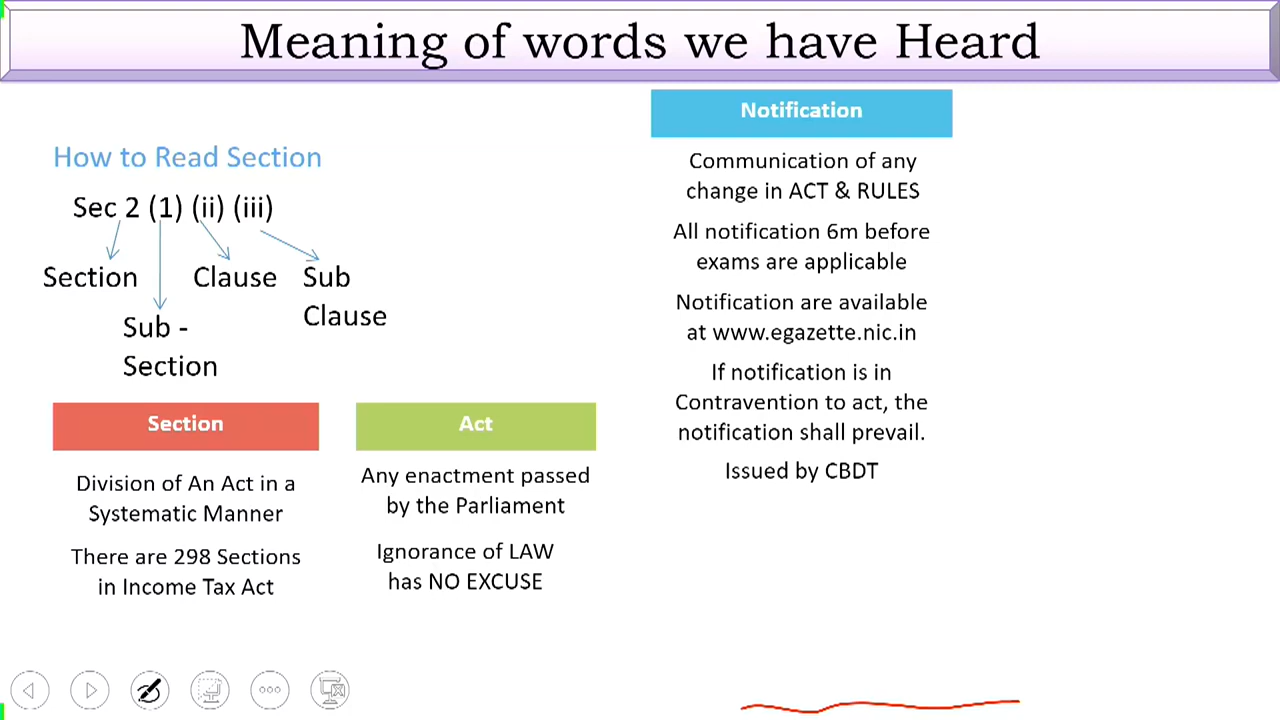 Meaning of words we have Heard
How to Read Section
Sec 2 (1) (ii) (iii)
Section
Clause
Sub
Clause
Sub -
Section
Section
Division of An Act in a
Systematic Manner
There are 298 Sections
in Income Tax Act
Act
Any enactment passed
by the Parliament
Ignorance of LAW
has NO EXCUSE
Notification
Communication of any
change in ACT & RULES
All notification 6m before
exams are applicable
Notification are available
at www.egazette.nic.in
If notification is in
Contravention to act, the
notification shall prevail.
Issued by CBDT